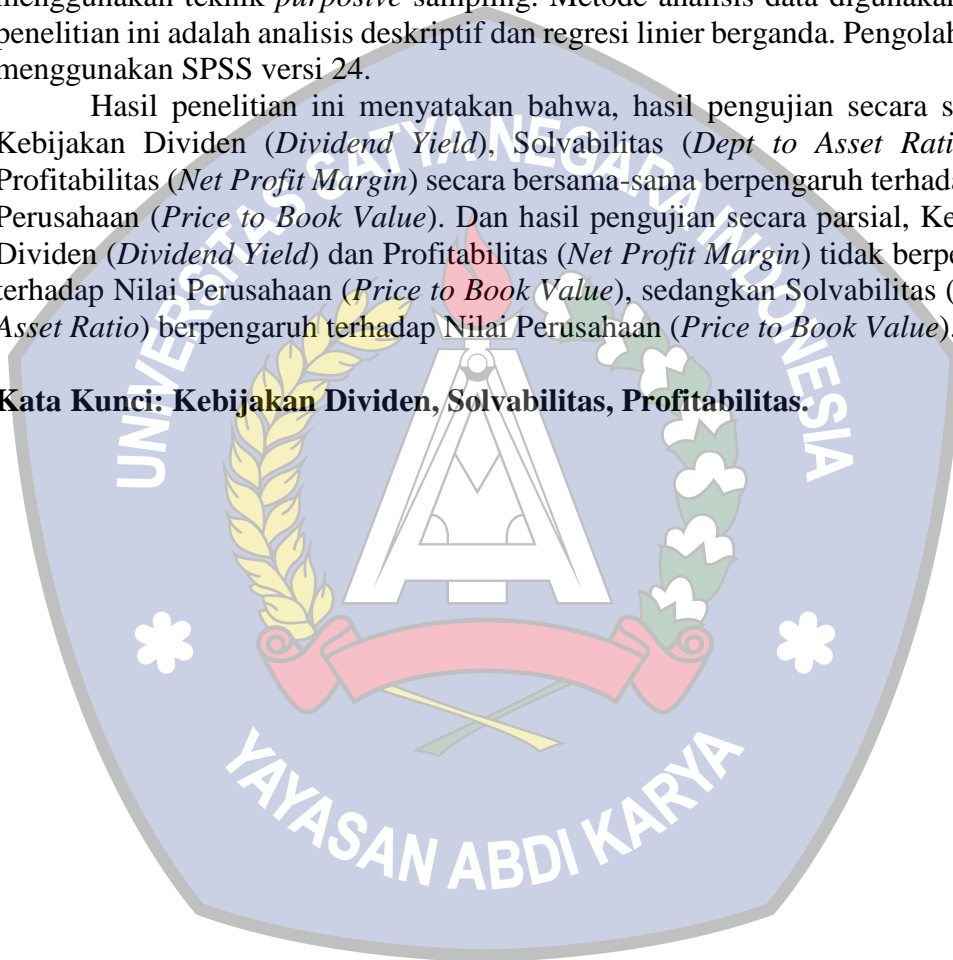 menggunakan teknik purposive sampling. Metode analisis data digunakan
penelitian ini adalah analisis deskriptif dan regresi linier berganda. Pengolah
menggunakan SPSS versi 24.
Hasil penelitian ini menyatakan bahwa, hasil pengujian secara s
Kebijakan Dividen (Dividend Yield), Solvabilitas (Dept to Asset Rati
Profitabilitas (Net Profit Margin) secara bersama-sama berpengaruh terhada
Perusahaan (Price to Book Value). Dan hasil pengujian secara parsial, Ke
Dividen (Dividend Yield) dan Profitabilitas (Net Profit Margin) tidak berpe
terhadap Nilai Perusahaan (Price to Book Value), sedangkan Solvabilitas (
Asset Ratio) berpengaruh terhadap Nilai Perusahaan (Price to Book Value).
Kata Kunci: Kebijakan Dividen, Solvabilitas, Profitabilitas.
UNIVERSITAS SATYA NEGARA INDONESIA
YAYASAN ABDI KARYA